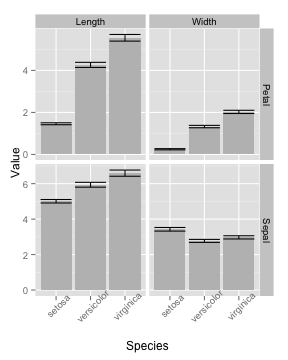 Length Width
4
2
0
Petal
Value
6
4
2
0
Sepal
setosa versicolor virginica setosa versicolor virginica
Species